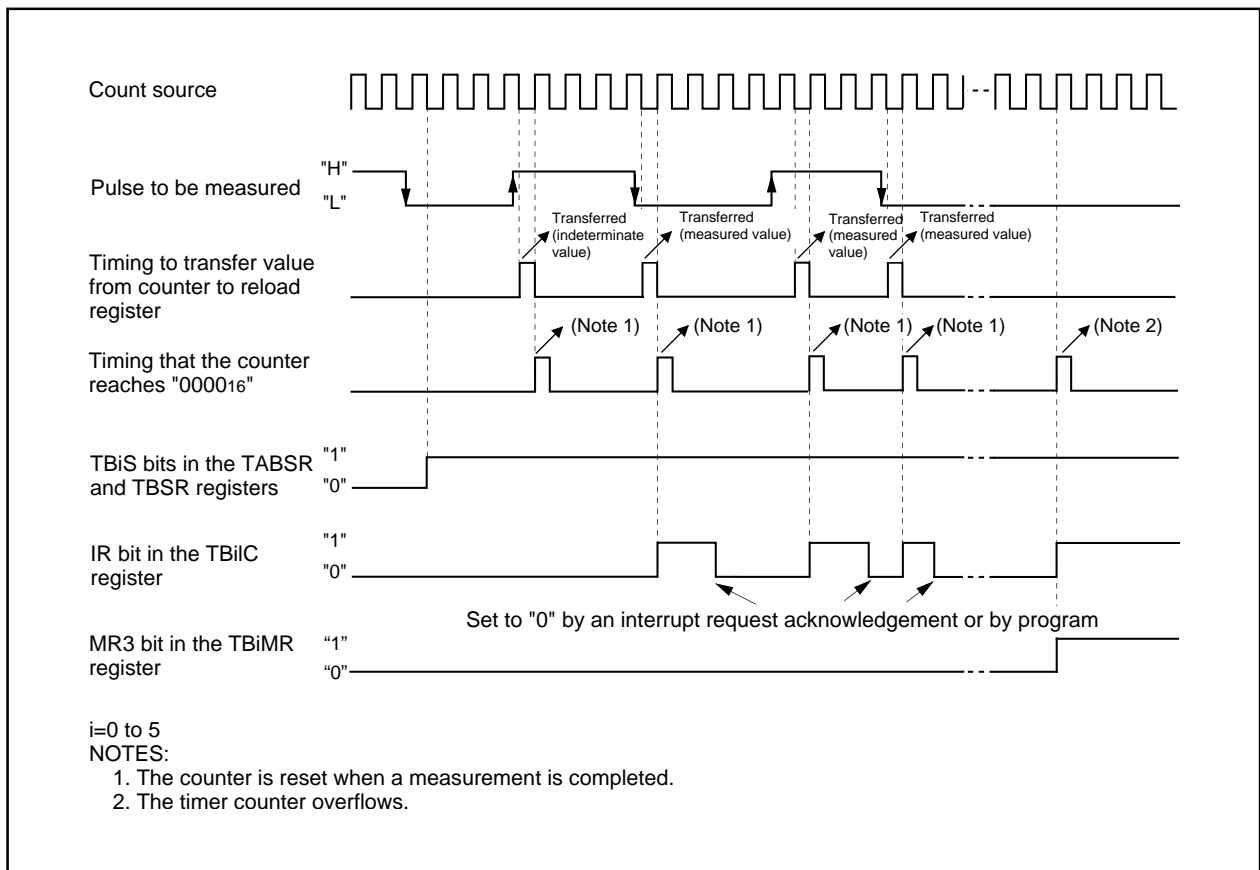 Count source
Pulse to be measured
"H"
"L"
Transferred
(indeterminate
value)
Transferred
(measured value)
Transferred
(measured
value)
Transferred
(measured value)
Timing to transfer value
from counter to reload
register
(Note 1)
(Note 1)
(Note 1)
(Note 1)
(Note 2)
Timing that the counter
reaches "000016"
TBiS bits in the TABSR
and TBSR registers
"1"
"0"
IR bit in the TBiIC
register
"1"
"0"
Set to "0" by an interrupt request acknowledgement or by program
MR3 bit in the TBiMR
register
“1”
“0”
i=0 to 5
NOTES:
1. The counter is reset when a measurement is completed.
2. The timer counter overflows.